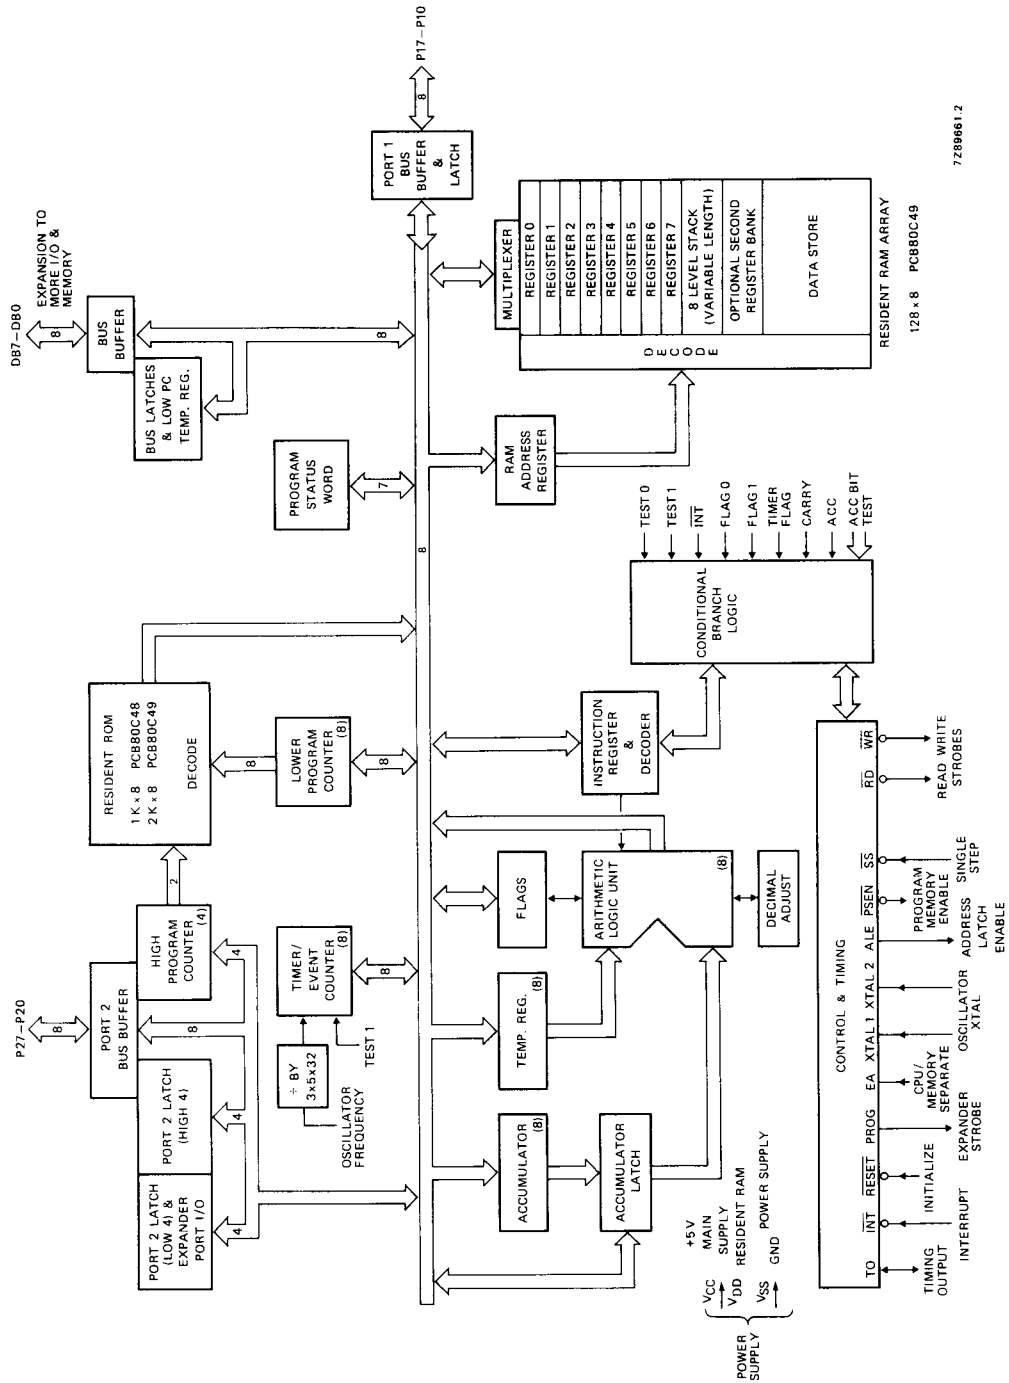 P27–P20
8
PORT 2
BUS BUFFER
PORT 2 LATCH
(LOW 4) &
EXPANDER
PORT I/O
PORT 2 LATCH
(HIGH 4)
HIGH
PROGRAM
COUNTER
(4)
4
4
8
4
2
RESIDENT ROM
1 K x 8 PCB80C48
2 K x 8 PCB80C49
DECODE
8
LOWER
PROGRAM
COUNTER
(8)
8
OSCILLATOR
FREQUENCY
÷ BY
3x5x32
TEST 1
TIMER/
EVENT
COUNTER
(8)
8
PROGRAM
STATUS
WORD
7
DB7–DB0
8
EXPANSION TO
MORE I/O &
MEMORY
BUS
BUFFER
BUS LATCHES
& LOW PC
TEMP. REG.
8
8
PORT 1
BUS
BUFFER
&
LATCH
8
P17–P10
ACCUMULATOR
(8)
ACCUMULATOR
LATCH
TEMP. REG.
(8)
FLAGS
ARITHMETIC
LOGIC UNIT
(8)
DECIMAL
ADJUST
INSTRUCTION
REGISTER
&
DECODER
RAM
ADDRESS
REGISTER
MULTIPLEXER
DECODE
REGISTER 0
REGISTER 1
REGISTER 2
REGISTER 3
REGISTER 4
REGISTER 5
REGISTER 6
REGISTER 7
8 LEVEL STACK
(VARIABLE LENGTH)
OPTIONAL SECOND
REGISTER BANK
DATA STORE
RESIDENT RAM ARRAY
128 x 8 PCB80C49
CONDITIONAL
BRANCH
LOGIC
TEST 0
TEST 1
INT
FLAG 0
FLAG 1
TIMER
FLAG
CARRY
ACC
ACC BIT
TEST
POWER
SUPPLY
VCC
+5 V
MAIN
SUPPLY
VDD
RESIDENT RAM
POWER SUPPLY
VSS
GND
CONTROL & TIMING
TO
INT
RESET
PROG
EA
XTAL 1
XTAL 2
ALE
PSEN
SS
RD
WR
TIMING
OUTPUT
INTERRUPT
INITIALIZE
EXPANDER
STROBE
CPU/
MEMORY
SEPARATE
OSCILLATOR
XTAL
ADDRESS
LATCH
ENABLE
PROGRAM
MEMORY
ENABLE
SINGLE
STEP
READ WRITE
STROBES
7Z89661.2